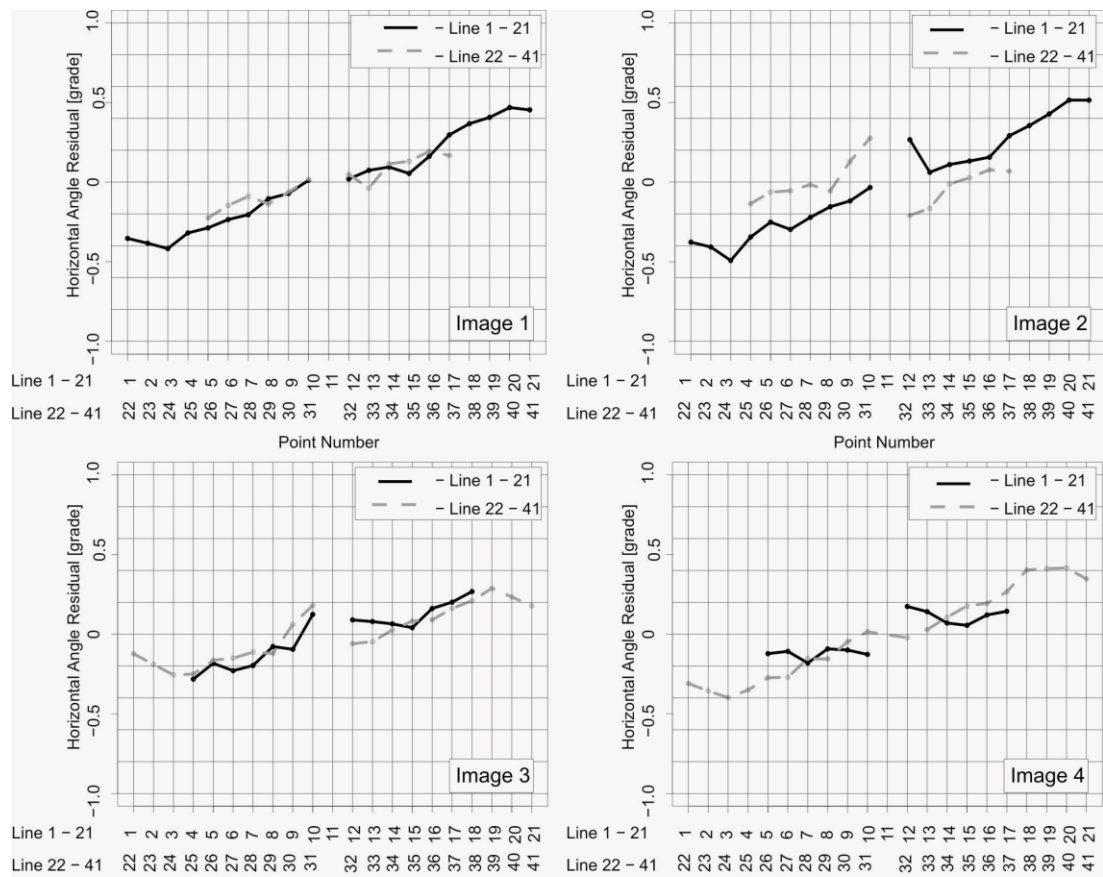 Horizontal Angle Residual [grade]
1.0
0.5
0
−0.5
−1.0
− Line 1 − 21
− Line 22 − 41
Image 1
Line 1 − 21 1 2 3 4 5 6 7 8 9 10 12 13 14 15 16 17 18 19 20 21
Line 22 − 41 22 23 24 25 26 27 28 29 30 31 32 33 34 35 36 37 38 39 40 41
Point Number
Horizontal Angle Residual [grade]
1.0
0.5
0
−0.5
−1.0
− Line 1 − 21
− Line 22 − 41
Image 2
Line 1 − 21 1 2 3 4 5 6 7 8 9 10 12 13 14 15 16 17 18 19 20 21
Line 22 − 41 22 23 24 25 26 27 28 29 30 31 32 33 34 35 36 37 38 39 40 41
Point Number
Horizontal Angle Residual [grade]
1.0
0.5
0
−0.5
−1.0
− Line 1 − 21
− Line 22 − 41
Image 3
Line 1 − 21 1 2 3 4 5 6 7 8 9 10 12 13 14 15 16 17 18 19 20 21
Line 22 − 41 22 23 24 25 26 27 28 29 30 31 32 33 34 35 36 37 38 39 40 41
Horizontal Angle Residual [grade]
1.0
0.5
0
−0.5
−1.0
− Line 1 − 21
− Line 22 − 41
Image 4
Line 1 − 21 1 2 3 4 5 6 7 8 9 10 11 12 13 14 15 16 17 18 19 20 21
Line 22 − 41 22 23 24 25 26 27 28 29 30 31 32 33 34 35 36 37 38 39 40 41